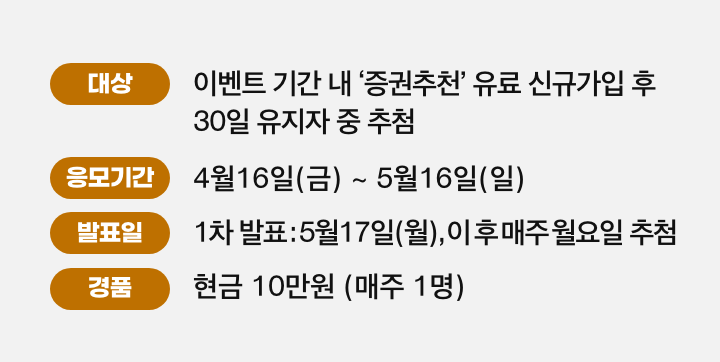 대상
이벤트 기간 내 ‘증권추천’ 유료 신규가입 후
30일 유지자 중 추첨
응모기간
4월16일(금) ~ 5월16일(일)
발표일
1차 발표:5월17일(월),이후매주월요일 추첨
경품
현금 10만원 (매주 1명)